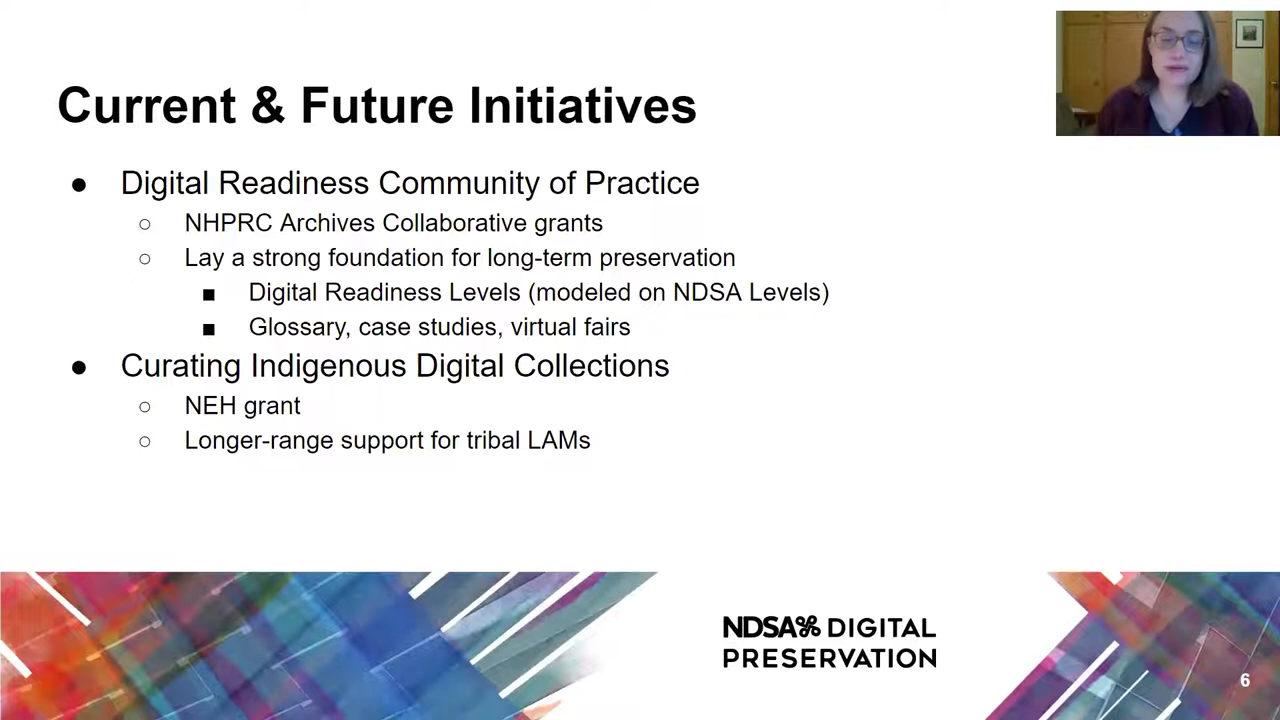 Current & Future Initiatives
● Digital Readiness Community of Practice
○ NHPRC Archives Collaborative grants
○ Lay a strong foundation for long-term preservation
■ Digital Readiness Levels (modeled on NDSA Levels)
■ Glossary, case studies, virtual fairs
● Curating Indigenous Digital Collections
○ NEH grant
○ Longer-range support for tribal LAMs
NDSA DIGITAL
PRESERVATION
6